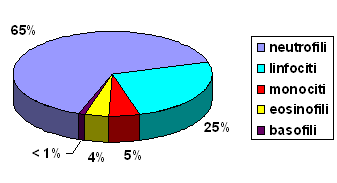 65%
neutrofili
linfociti
monociti
eosinofili
basofili
25%
< 1%
4%
5%